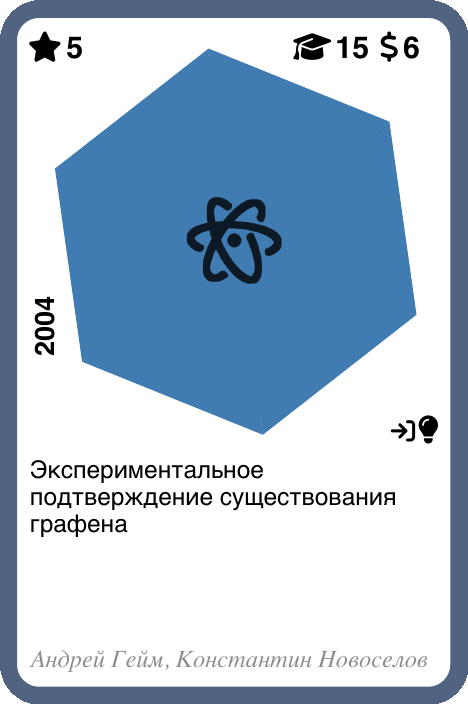 5
15 $6
2004
Экспериментальное
подтверждение существования
графена
Андрей Гейм, Константин Новоселов